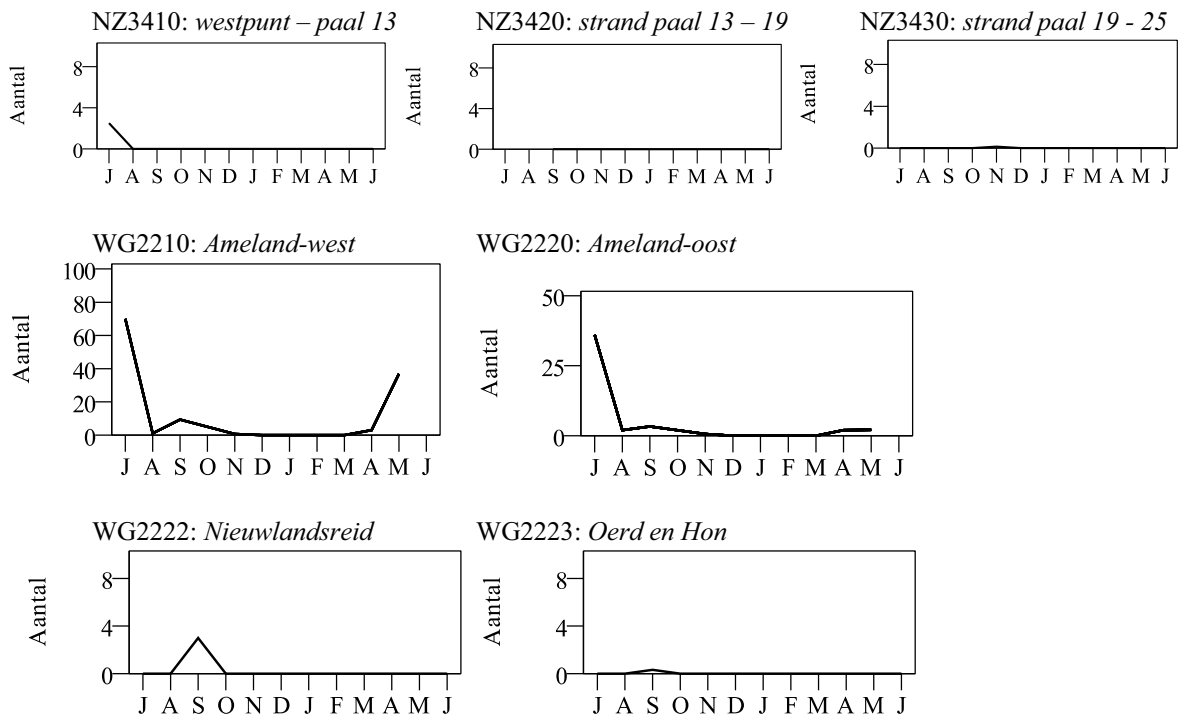 NZ3410: westpunt – paal 13
NZ3420: strand paal 13 – 19
NZ3430: strand paal 19 - 25
Aantal
8
4
0
J A S O N D J F M A M J
Aantal
8
4
0
J A S O N D J F M A M J
Aantal
8
4
0
J A S O N D J F M A M J
WG2210: Ameland-west
WG2220: Ameland-oost
Aantal
100
80
60
40
20
0
J A S O N D J F M A M J
Aantal
50
25
0
J A S O N D J F M A M J
WG2222: Nieuwlandsreid
WG2223: Oerd en Hon
Aantal
8
4
0
J A S O N D J F M A M J
Aantal
8
4
0
J A S O N D J F M A M J